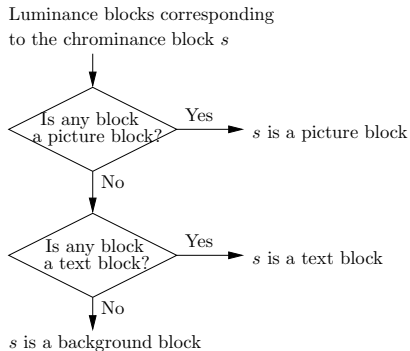 Luminance blocks corresponding
to the chrominance block s
Is any block
a picture block?
Yes
s is a picture block
No
Is any block
a text block?
Yes
s is a text block
No
s is a background block